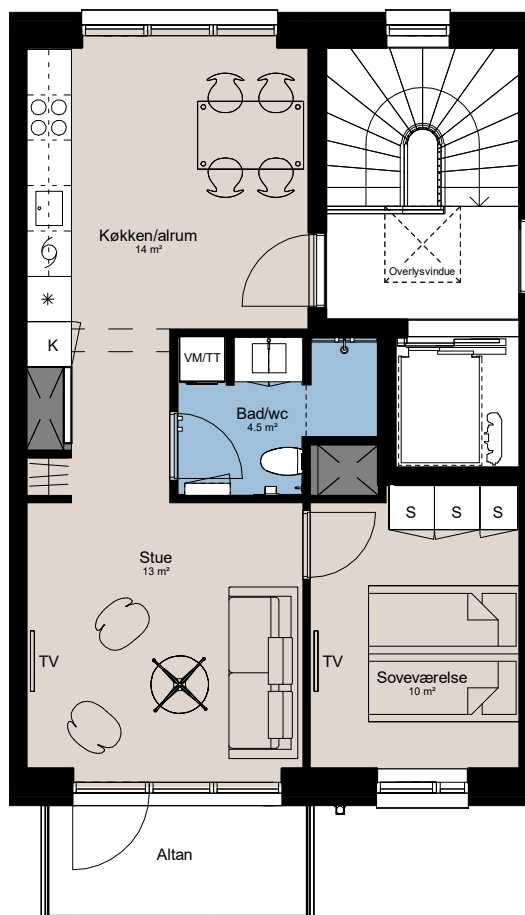 Køkken/alrum
14 m²
Overlysvindue
K
VM/TT
Bad/wc
4.5 m²
S S S
Stue
13 m²
TV
TV
Soveværelse
10 m²
Altan